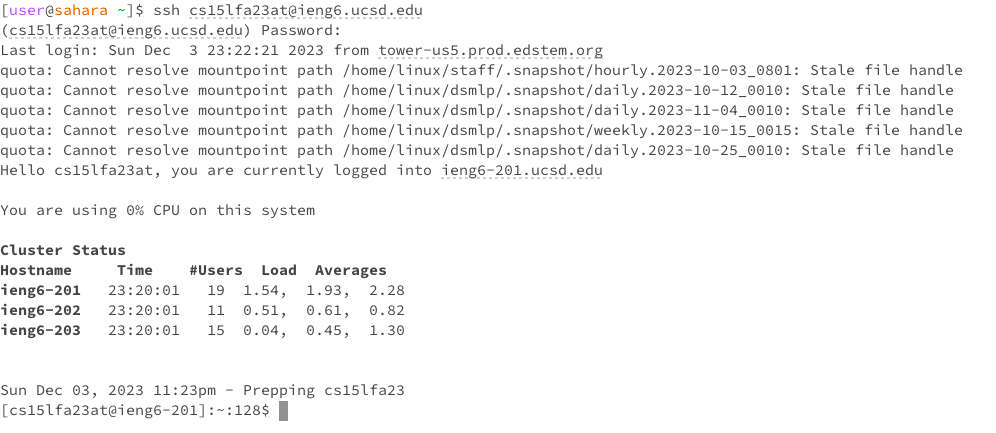 [user@sahara ~]$ ssh cs15lfa23at@ieng6.ucsd.edu
(cs15lfa23at@ieng6.ucsd.edu) Password:
Last login: Sun Dec  3 23:22:21 2023 from tower-us5.prod.edstem.org
quota: Cannot resolve mountpoint path /home/linux/staff/.snapshot/hourly.2023-10-03_0801: Stale file handle
quota: Cannot resolve mountpoint path /home/linux/dsmlp/.snapshot/daily.2023-10-12_0010: Stale file handle
quota: Cannot resolve mountpoint path /home/linux/dsmlp/.snapshot/daily.2023-11-04_0010: Stale file handle
quota: Cannot resolve mountpoint path /home/linux/dsmlp/.snapshot/weekly.2023-10-15_0015: Stale file handle
quota: Cannot resolve mountpoint path /home/linux/dsmlp/.snapshot/daily.2023-10-25_0010: Stale file handle
Hello cs15lfa23at, you are currently logged into ieng6-201.ucsd.edu
You are using 0% CPU on this system
Cluster Status
Hostname     Time    #Users  Load  Averages
ieng6-201   23:20:01   19  1.54,  1.93,  2.28
ieng6-202   23:20:01   11  0.51,  0.61,  0.82
ieng6-203   23:20:01   15  0.04,  0.45,  1.30
Sun Dec 03, 2023 11:23pm - Prepping cs15lfa23
[cs15lfa23at@ieng6-201]:~:128$